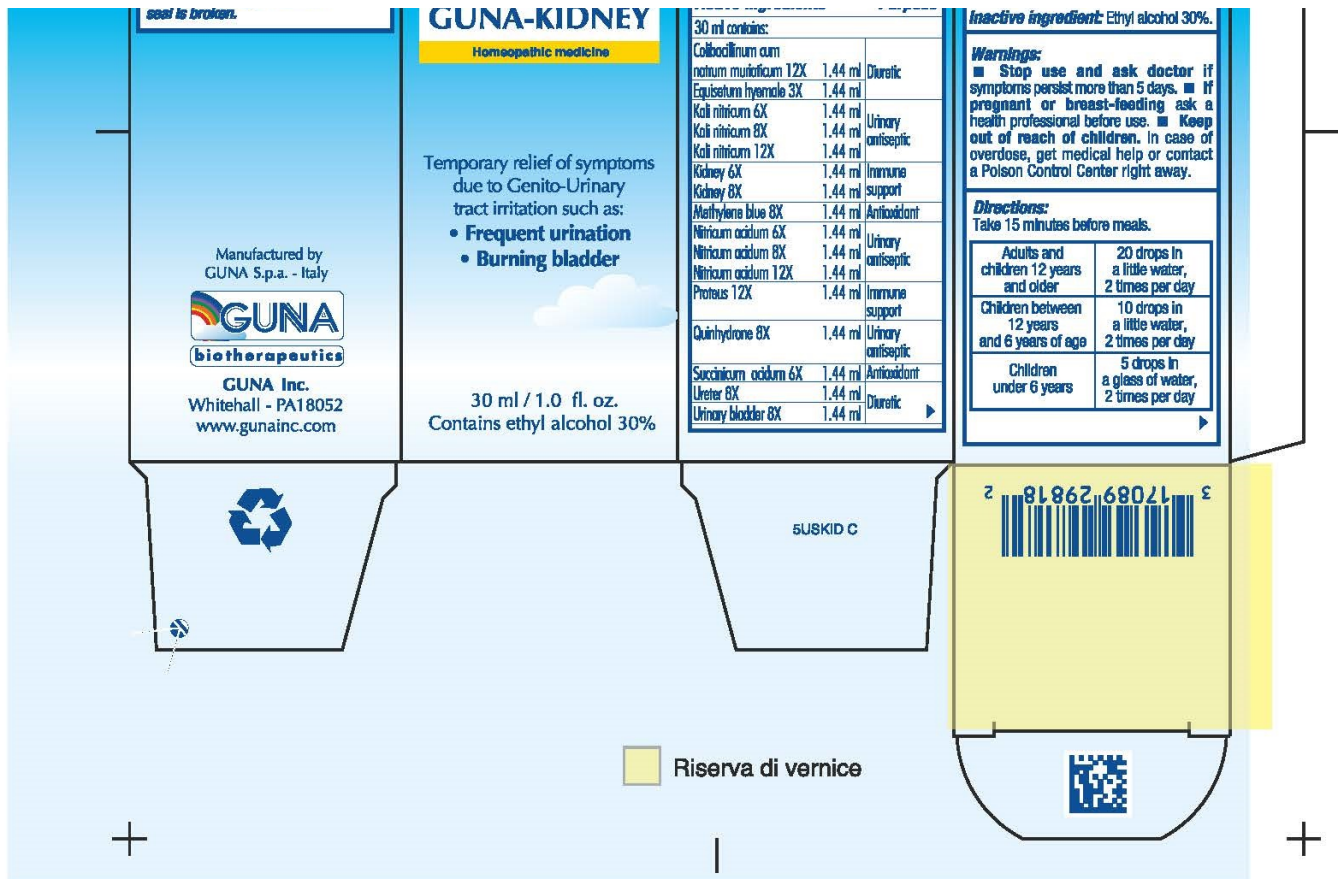 seal is broken.
Manufactured by
GUNA S.p.a. - Italy
GUNA
biotherapeutics
GUNA Inc.
Whitehall - PA18052
www.gunainc.com
GUNA-KIDNEY
Homeopathic medicine
Temporary relief of symptoms
due to Genito-Urinary
tract irritation such as:
• Frequent urination
• Burning bladder
30 ml / 1.0 fl. oz.
Contains ethyl alcohol 30%
30 ml contains:
Colibacillinum cum
natrum muriaticum 12X 1.44 ml Diuretic
Equisetum hyemale 3X 1.44 ml
Kali nitricum 6X 1.44 ml Urinary
Kali nitricum 8X 1.44 ml antiseptic
Kali nitricum 12X 1.44 ml
Kidney 6X 1.44 ml Immune
Kidney 8X 1.44 ml support
Methylene blue 8X 1.44 ml Antioxidant
Nitricum acidum 6X 1.44 ml Urinary
Nitricum acidum 8X 1.44 ml antiseptic
Nitricum acidum 12X 1.44 ml
Proteus 12X 1.44 ml Immune
support
Quinhydrone 8X 1.44 ml Urinary
antiseptic
Succinicum acidum 6X 1.44 ml Antioxidant
Ureter 8X 1.44 ml Diuretic
Urinary bladder 8X 1.44 ml
Inactive ingredient: Ethyl alcohol 30%.
Warnings:
■ Stop use and ask doctor if
symptoms persist more than 5 days. ■ If
pregnant or breast-feeding ask a
health professional before use. ■ Keep
out of reach of children. In case of
overdose, get medical help or contact
a Poison Control Center right away.
Directions:
Take 15 minutes before meals.
Adults and 20 drops in
children 12 years a little water,
and older 2 times per day
Children between 10 drops in
12 years a little water,
and 6 years of age 2 times per day
Children 5 drops in
under 6 years a glass of water,
2 times per day
5USKID C
3 17089 29818 2
Riserva di vernice